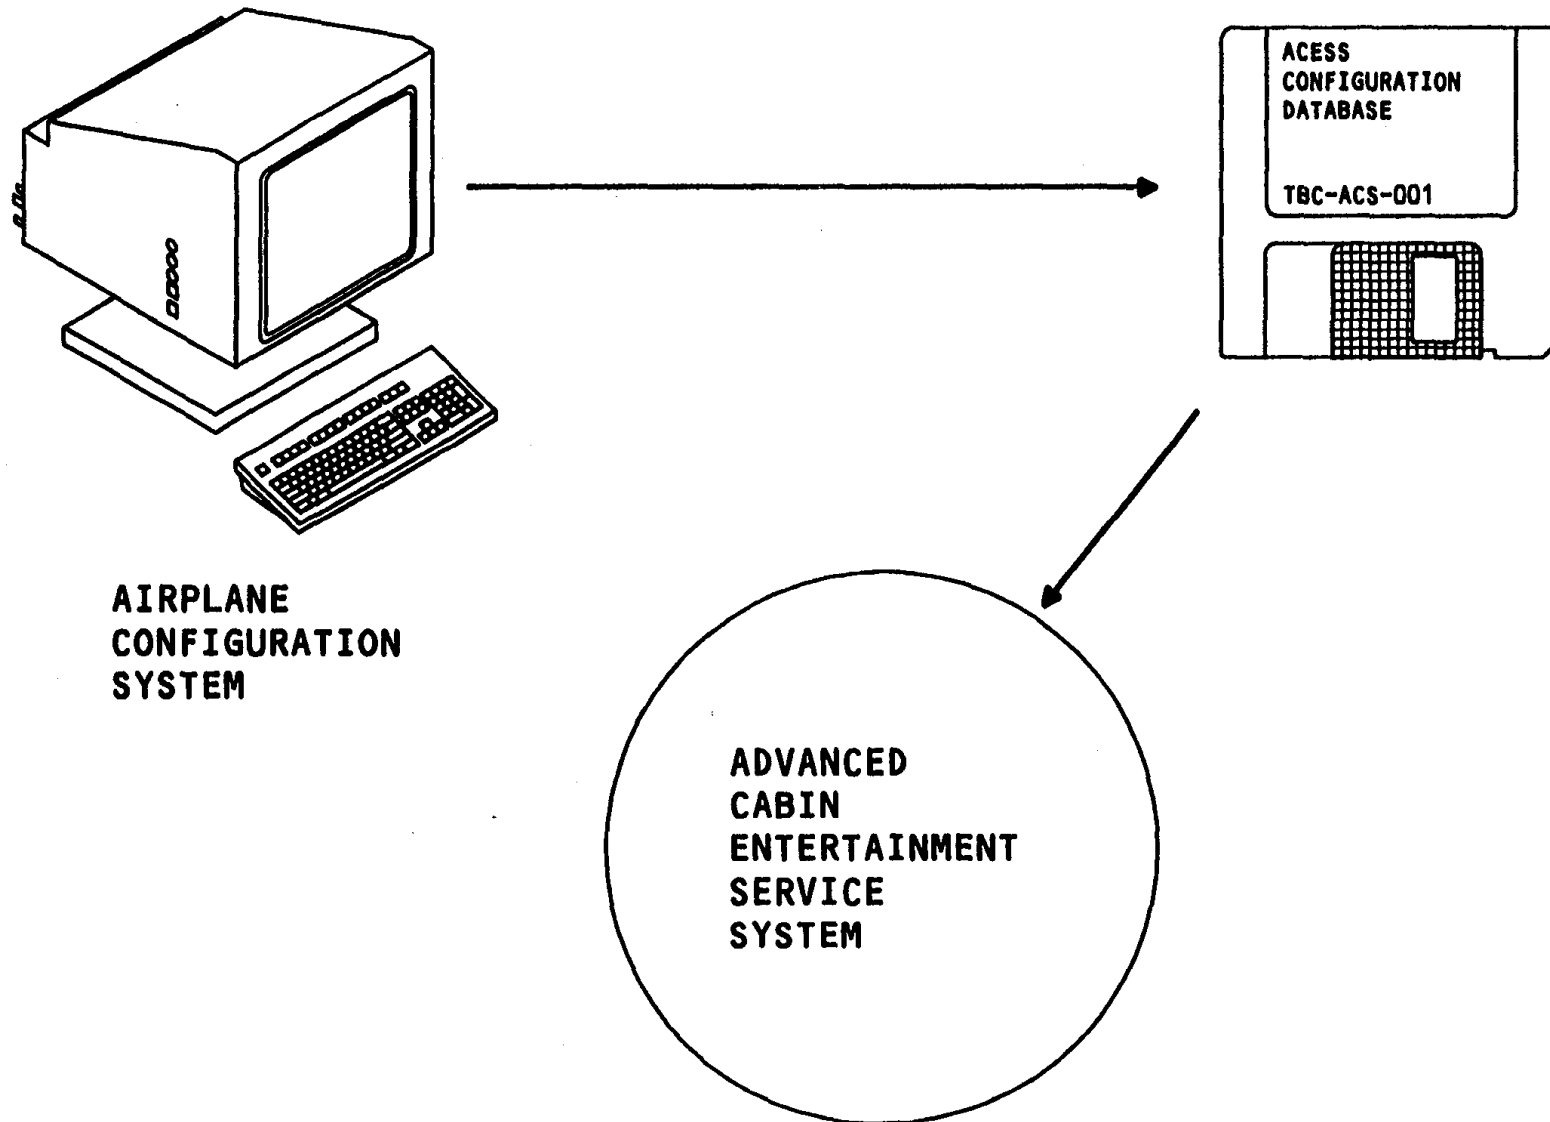 ACESS
CONFIGURATION
DATABASE
TBC-ACS-001
AIRPLANE
CONFIGURATION
SYSTEM
ADVANCED
CABIN
ENTERTAINMENT
SERVICE
SYSTEM